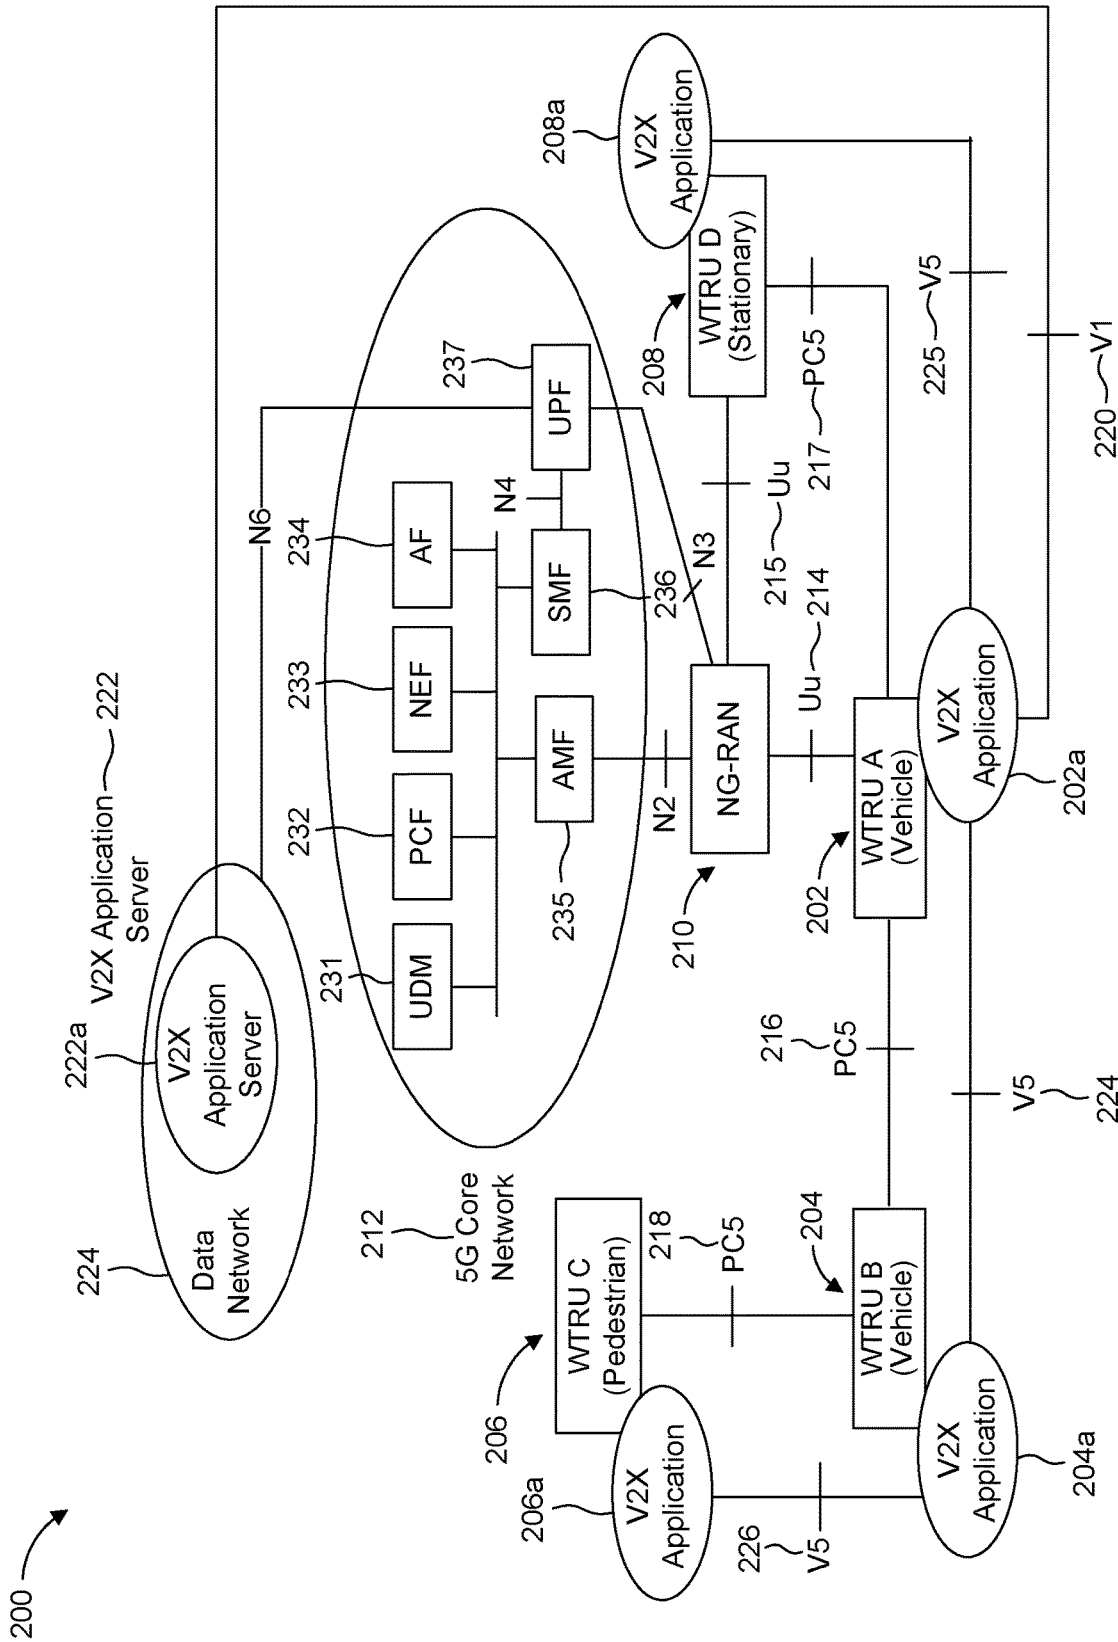 200
224
Data
Network
222a
V2X
Application
Server
V2X Application
Server
222
N6
212
5G Core
Network
231
UDM
232
PCF
233
NEF
234
AF
235
AMF
SMF
236
N4
UPF
237
N2
N3
210
NG-RAN
206
WTRU C
(Pedestrian)
206a
V2X
Application
218
PC5
226
V5
204
WTRU B
(Vehicle)
V2X
Application
204a
216
PC5
V5
224
202
WTRU A
(Vehicle)
V2X
Application
202a
Uu
214
215
Uu
208
WTRU D
(Stationary)
208a
V2X
Application
217
PC5
225
V5
220
V1